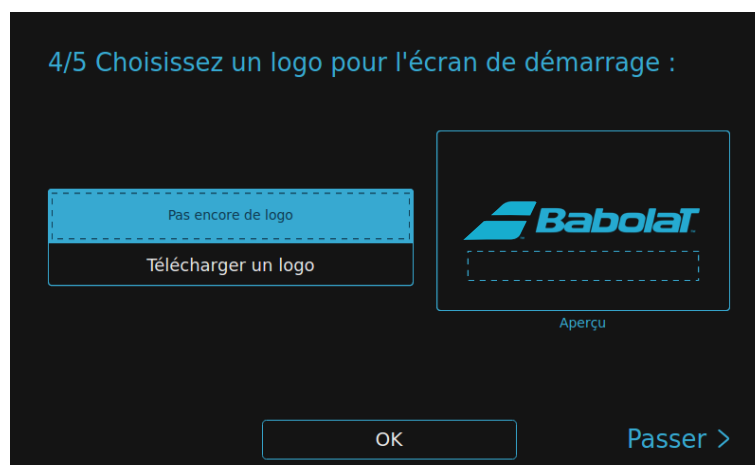 4/5 Choisissez un logo pour l'écran de démarrage :
Pas encore de logo
Télécharger un logo
Babolat
Aperçu
OK
Passer >